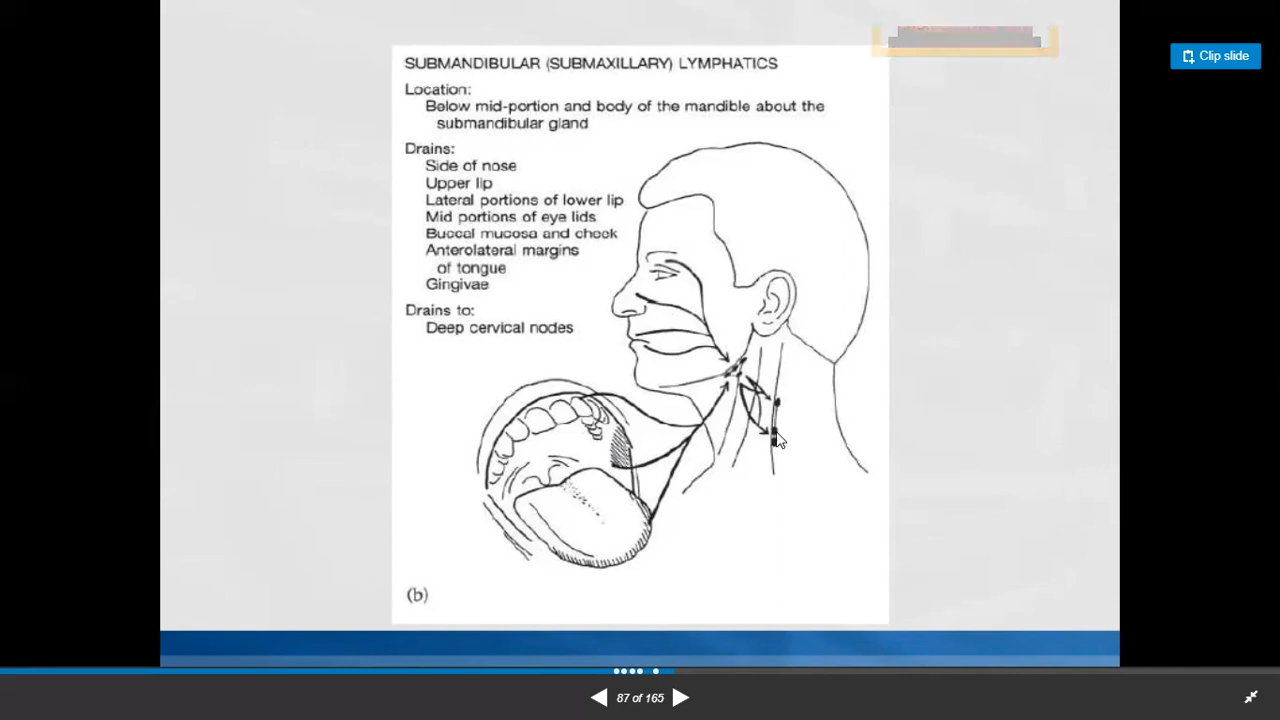 Clip slide
SUBMANDIBULAR (SUBMAXILLARY) LYMPHATICS
Location:
Below mid-portion and body of the mandible about the
submandibular gland
Drains:
Side of nose
Upper lip
Lateral portions of lower lip
Mid portions of eye lids
Buccal mucosa and cheek
Anterolateral margins
of tongue
Gingivae
Drains to:
Deep cervical nodes
(b)
87 of 165